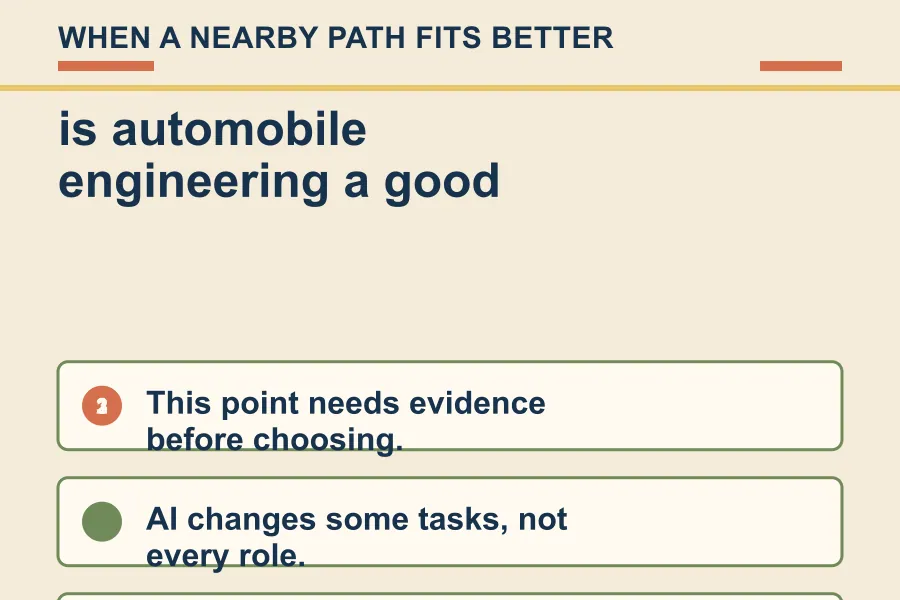 WHEN A NEARBY PATH FITS BETTER
is automobile
engineering a good
This point needs evidence
before choosing.
AI changes some tasks, not
every role.